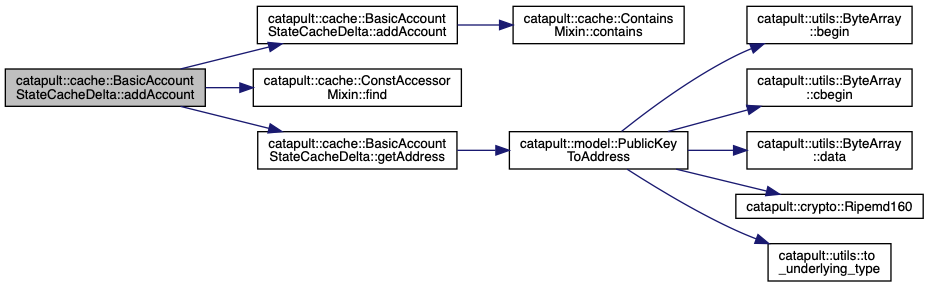 catapult::cache::BasicAccount
StateCacheDelta::addAccount
catapult::cache::BasicAccount
StateCacheDelta::addAccount
catapult::cache::ConstAccessor
Mixin::find
catapult::cache::BasicAccount
StateCacheDelta::getAddress
catapult::cache::Contains
Mixin::contains
catapult::model::PublicKey
ToAddress
catapult::utils::ByteArray
::begin
catapult::utils::ByteArray
::cbegin
catapult::utils::ByteArray
::data
catapult::crypto::Ripemd160
catapult::utils::to
_underlying_type